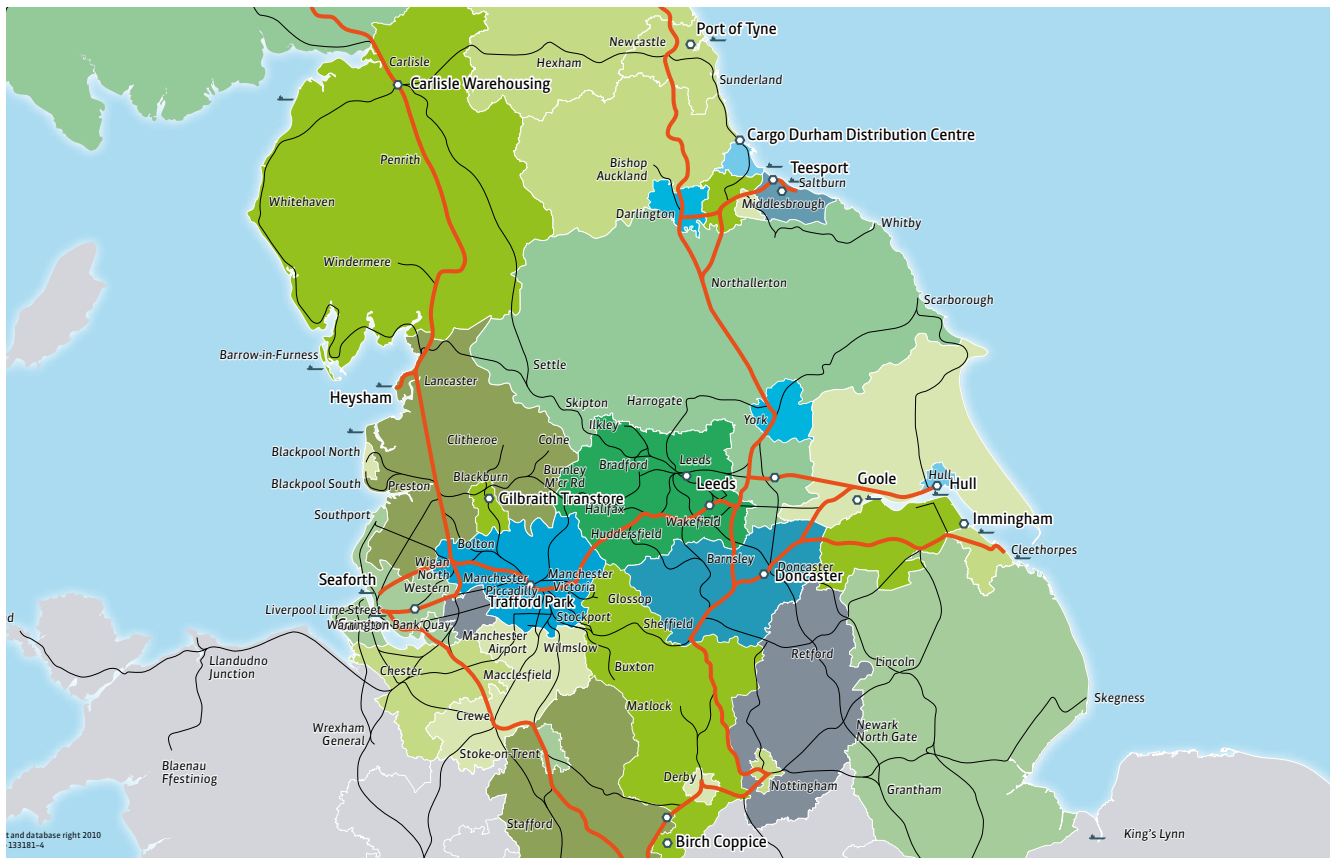 Port of Tyne
Newcastle
Carlisle
Hexham
Sunderland
Carlisle Warehousing
Cargo Durham Distribution Centre
Penrith
Bishop
Auckland
Teesport
Saltburn
Whitehaven
Middlesbrough
Darlington
Whitby
Windermere
Northallerton
Scarborough
Barrow-in-Furness
Settle
Lancaster
Heysham
Skipton
Harrogate
Ilkley
York
Clitheroe
Colne
Blackpool North
Bradford
Leeds
Burnley
M'cr Rd
Blackburn
Blackpool South
Preston
Leeds
Goole
Hull
Hull
Gilbraith Transtore
Halifax
Southport
Wakefield
Immingham
Huddersfield
Bolton
Cleethorpes
Barnsley
Wigan
North
Western
Doncaster
Doncaster
Manchester
Piccadilly
Manchester
Victoria
Seaforth
Trafford Park
Glossop
Liverpool Lime Street
Stockport
Warrington Bank Quay
Sheffield
Manchester
Airport
Wilmslow
Retford
Llandudno
Junction
Chester
Macclesfield
Buxton
Lincoln
Skegness
Matlock
Crewe
Wrexham
General
Newark
North Gate
Stoke-on-Trent
Blaenau
Ffestiniog
Derby
Nottingham
Grantham
Stafford
t and database right 2010
133181-4
Birch Coppice
King's Lynn
d